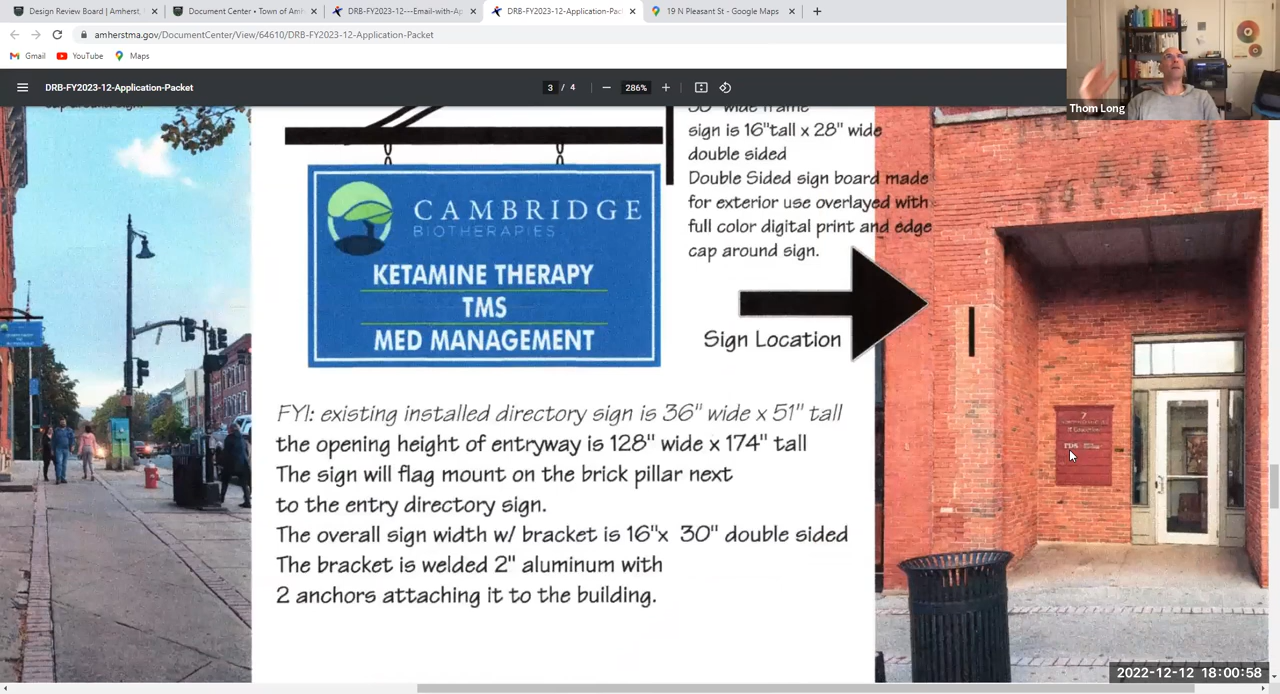 Design Review Board | Amherst,
Document Center • Town of Amh
DRB-FY2023-12---Email-with-Ap
DRB-FY2023-12-Application-Pac
19 N Pleasant St - Google Maps
amherstma.gov/DocumentCenter/View/64610/DRB-FY2023-12-Application-Packet
Gmail
YouTube
Maps
DRB-FY2023-12-Application-Packet
3 / 4
286%
Thom Long
30" wide frame
sign is 16"tall x 28" wide
double sided
Double Sided sign board made
for exterior use overlayed with
full color digital print and edge
cap around sign.
CAMBRIDGE
BIOTHERAPIES
KETAMINE THERAPY
TMS
MED MANAGEMENT
Sign Location
7
FYI: existing installed directory sign is 36" wide x 51" tall
the opening height of entryway is 128" wide x 174" tall
The sign will flag mount on the brick pillar next
to the entry directory sign.
The overall sign width w/ bracket is 16"x 30" double sided
The bracket is welded 2" aluminum with
2 anchors attaching it to the building.
2022-12-12 18:00:58